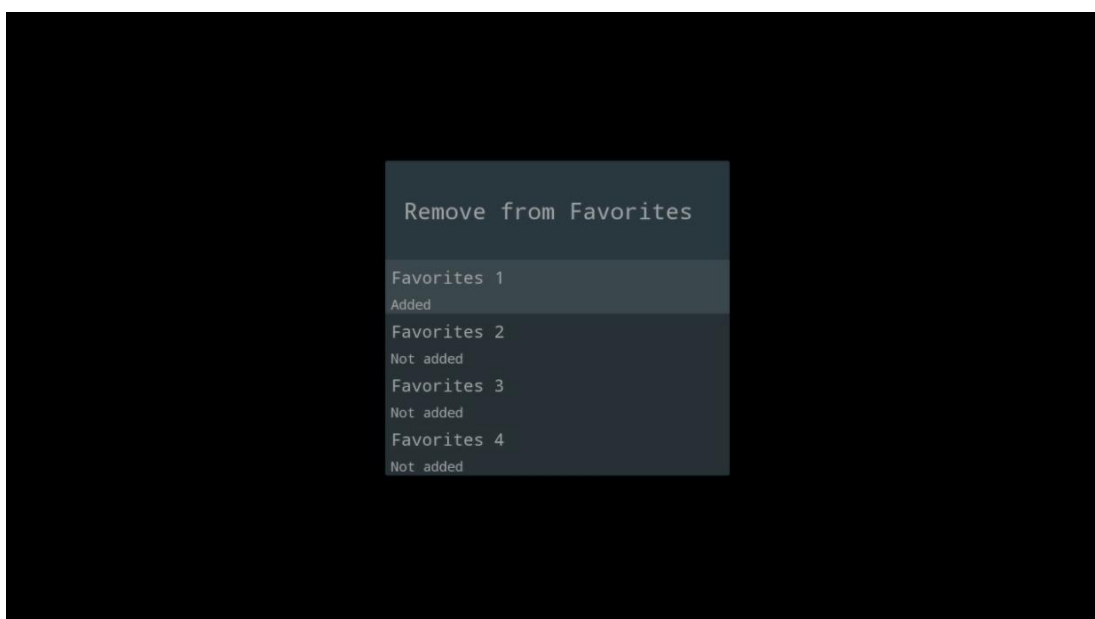 Remove from Favorites
Favorites 1
Added
Favorites 2
Not added
Favorites 3
Not added
Favorites 4
Not added